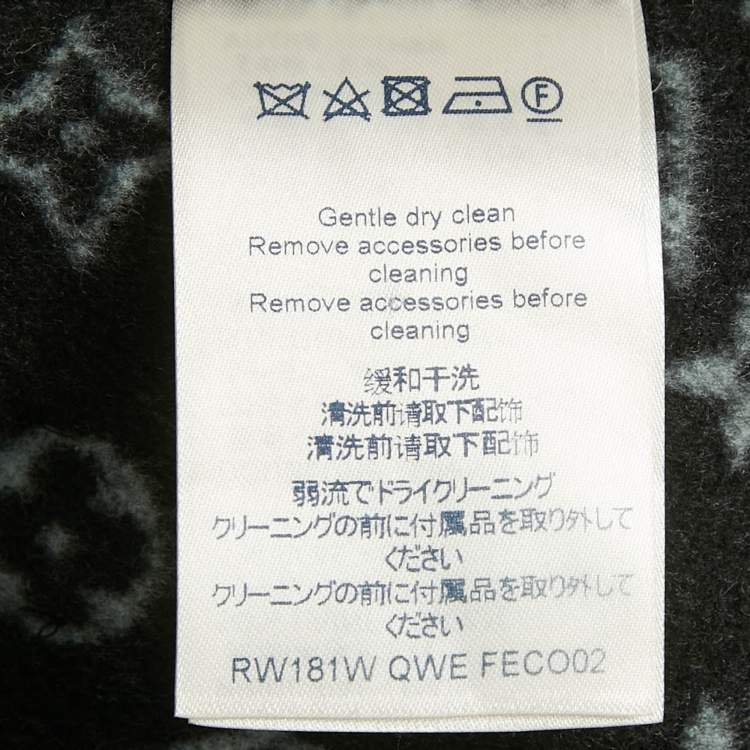 F
Gentle dry clean
Remove accessories before
cleaning
Remove accessories before
cleaning
缓和干洗
清洗前请取下配饰
清洗前请取下配饰
弱流でドライクリーニング
クリーニングの前に付属品を取り外して
ください
クリーニングの前に付属品を取り外して
ください
RW181W QWE FECO02